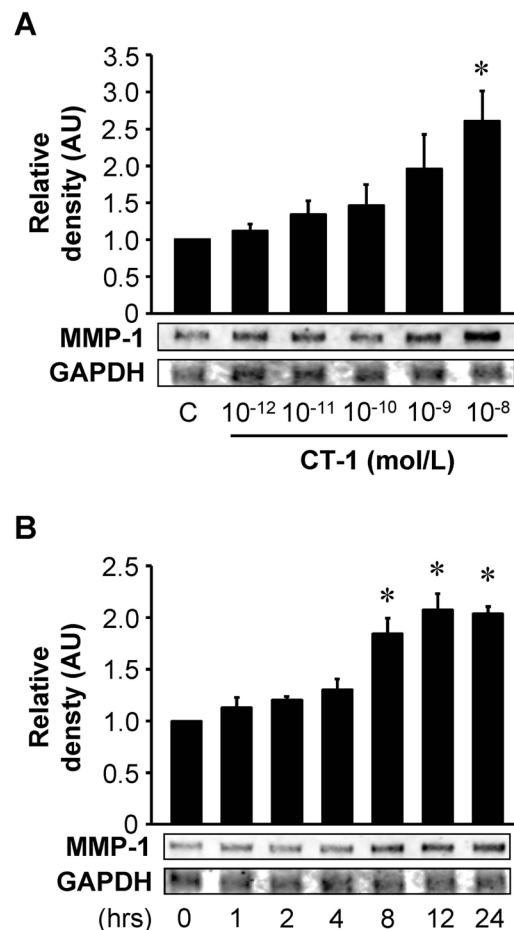 A
*
3.5
3.0
2.5
2.0
1.5
1.0
0.5
0
Relative
density (AU)
MMP-1
GAPDH
C 10⁻¹² 10⁻¹¹ 10⁻¹⁰ 10⁻⁹ 10⁻⁸
CT-1 (mol/L)
B
* * *
2.5
2.0
1.5
1.0
0.5
0
Relative
densty (AU)
MMP-1
GAPDH
(hrs) 0 1 2 4 8 12 24